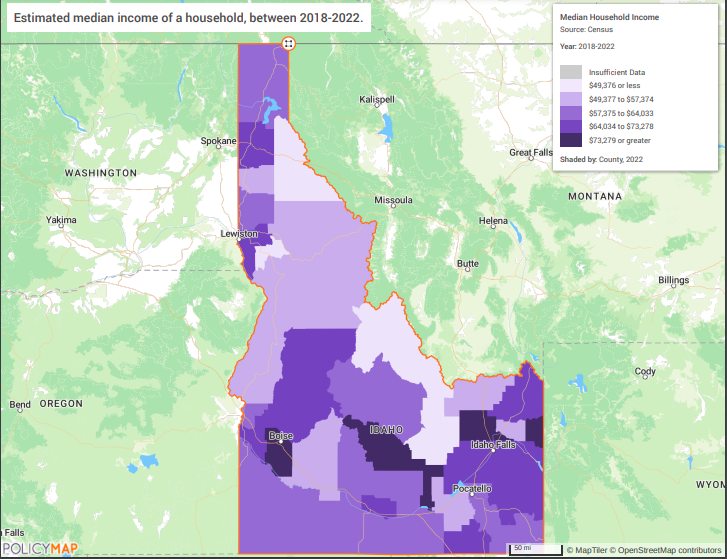 Estimated median income of a household, between 2018-2022.
Median Household Income
Source: Census
Year: 2018-2022
Insufficient Data
$49,376 or less
$49,377 to $57,374
$57,375 to $64,033
$64,034 to $73,278
$73,279 or greater
Shaded by: County, 2022
Kalispell
Spokane
Great Falls
WASHINGTON
MONTANA
Missoula
Yakima
Helena
Lewiston
Butte
Billings
Cody
Bend OREGON
IDAHO
Boise
Idaho Falls
WYOM
Pocatello
Falls
POLICYMAP
50 mi
© MapTiler © OpenStreetMap contributors